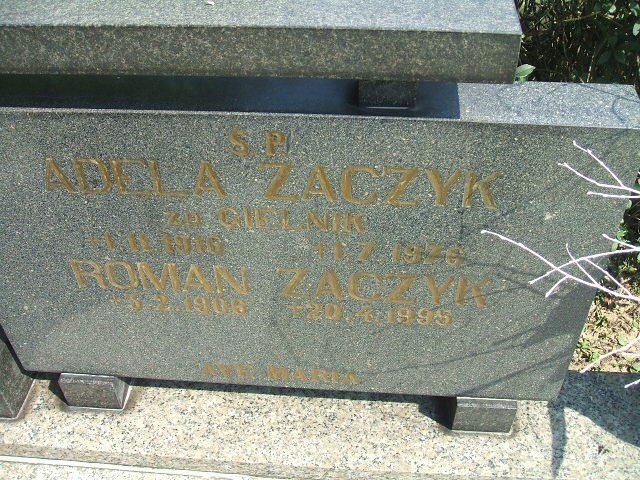 Ś.P.
ADELA ZACZYK
ZD GIELNIK
1.11.1916 +1.7.1976
ROMAN ZACZYK
*5.2.1906 +20.4.1995
AVE MARIA